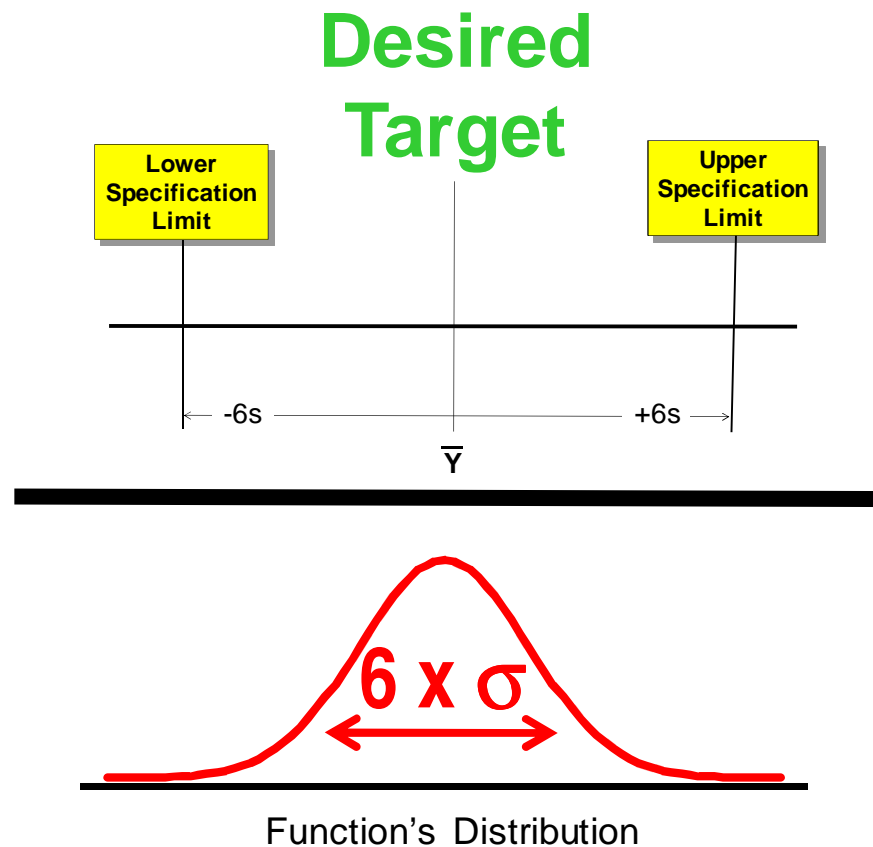 Desired
Target
Lower
Specification
Limit
Upper
Specification
Limit
-6s
+6s
Y̅
6 x σ
Function's Distribution